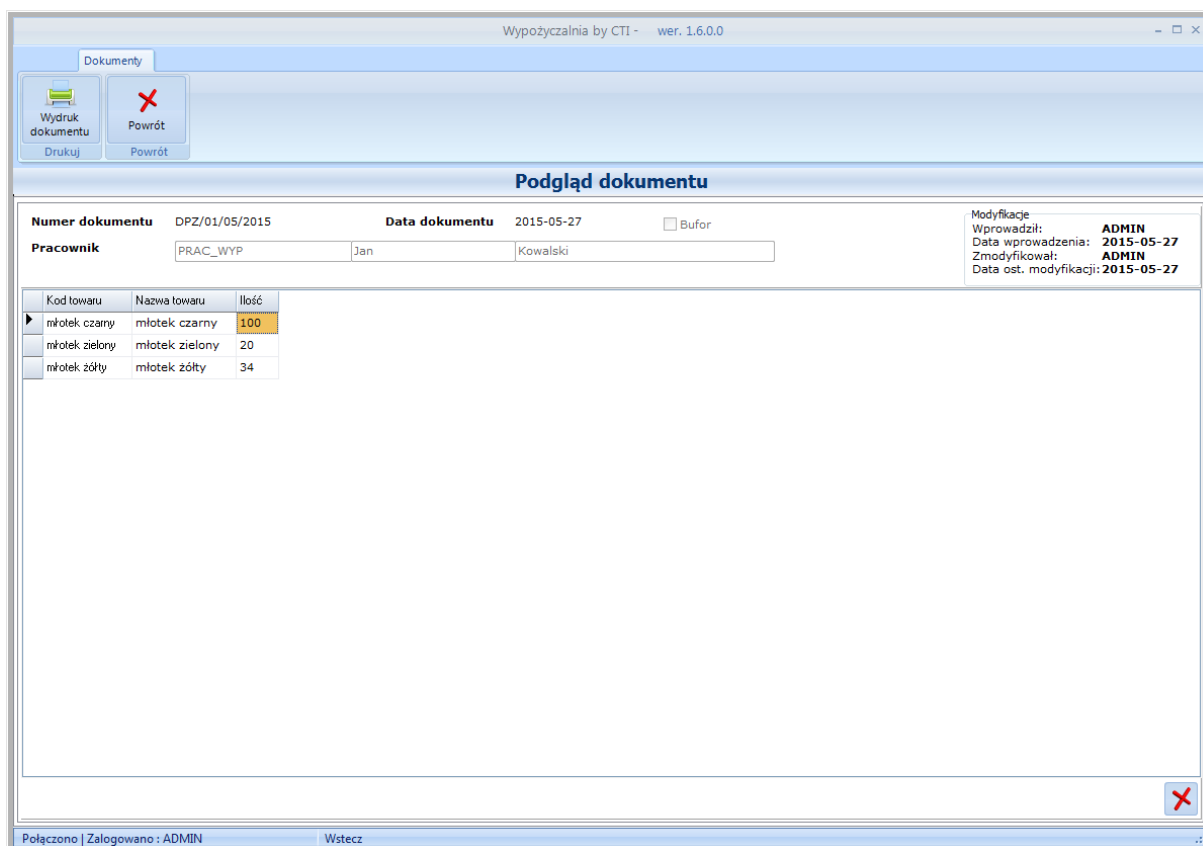 Wypożyczalnia by CTI - wer. 1.6.0.0
Dokumenty
Wydruk dokumentu
Powrót
Drukuj
Powrót
Podgląd dokumentu
Numer dokumentu DPZ/01/05/2015 Data dokumentu 2015-05-27 Bufor
Pracownik PRAC_WYP Jan Kowalski
Modyfikacje
Wprowadził: ADMIN
Data wprowadzenia: 2015-05-27
Zmodyfikował: ADMIN
Data ost. modyfikacji: 2015-05-27
Kod towaru Nazwa towaru Ilość
młotek czarny młotek czarny 100
młotek zielony młotek zielony 20
młotek żółty młotek żółty 34
Połączono | Zalogowano : ADMIN Wstecz